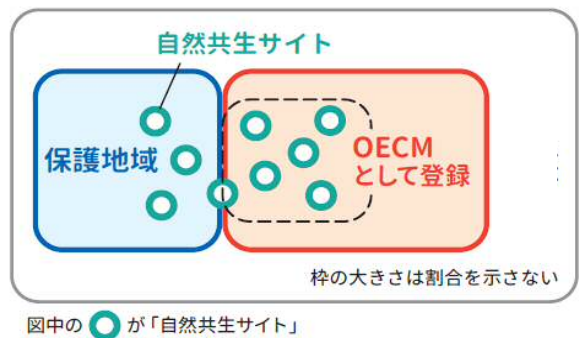 自然共生サイト
保護地域
OECM
として登録
枠の大きさは割合を示さない
図中の が「自然共生サイト」